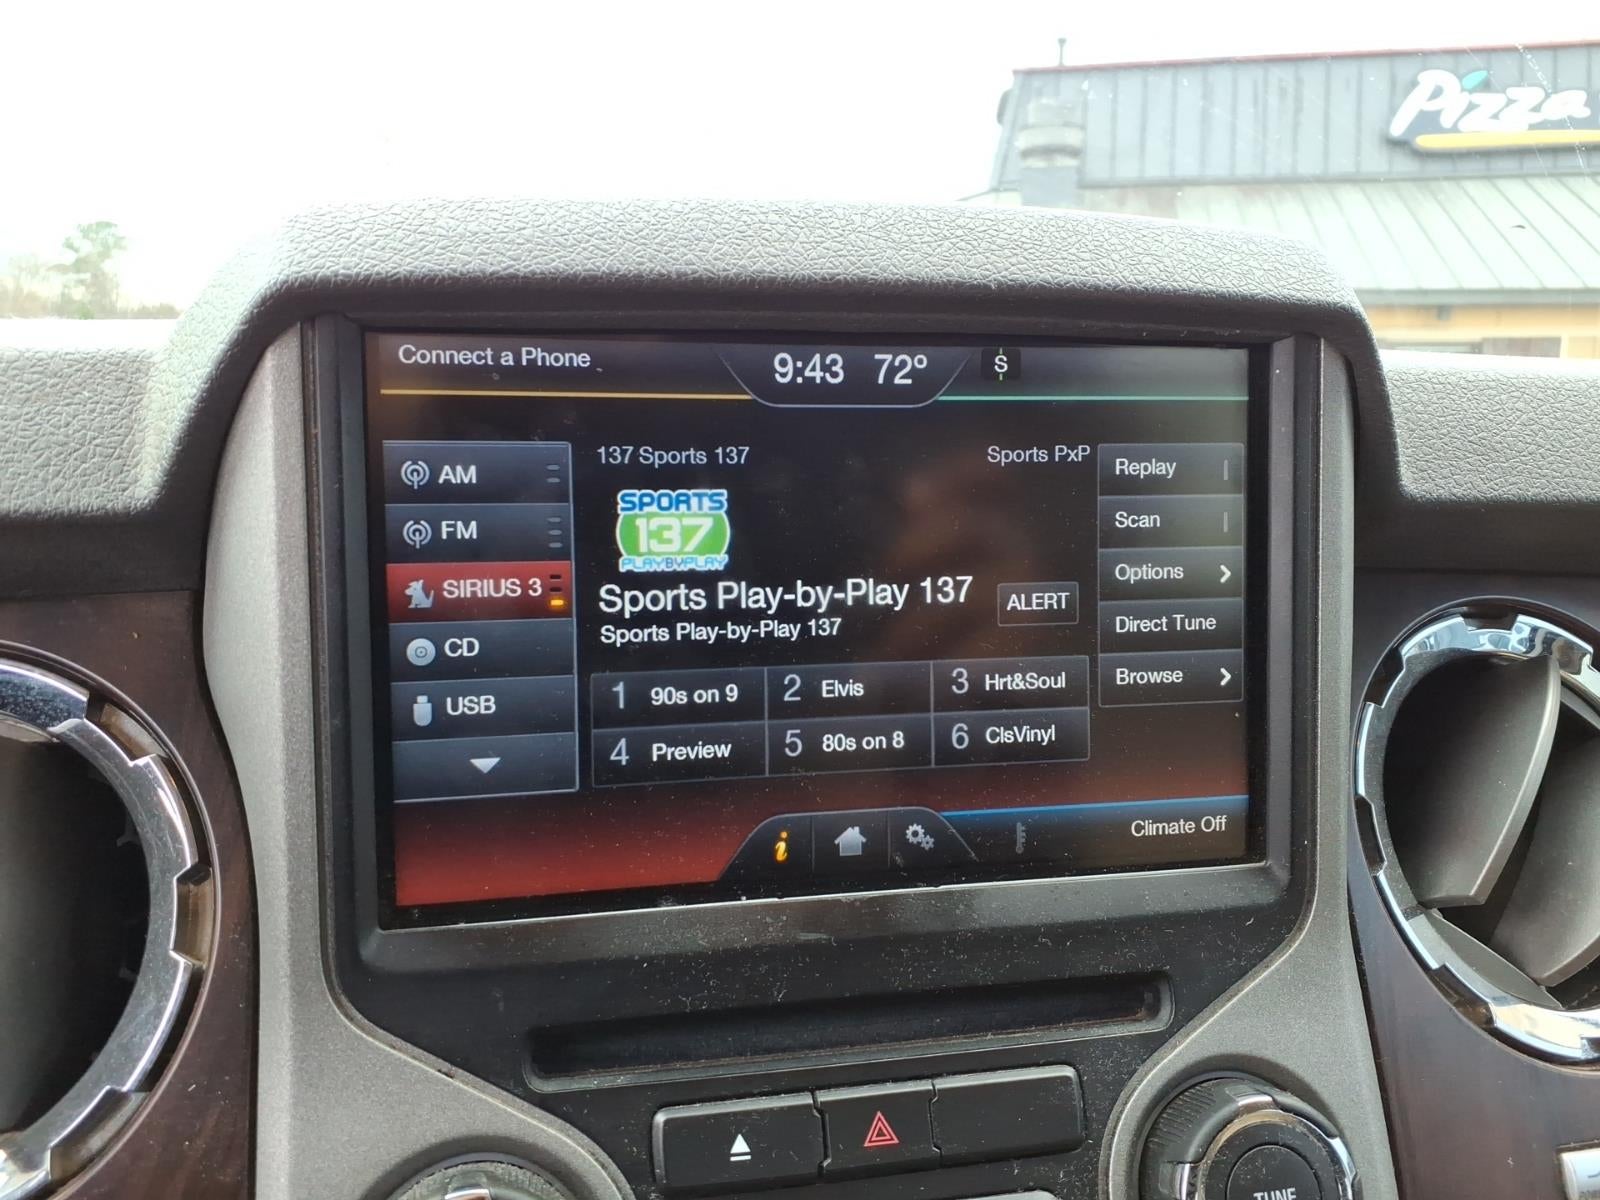 Pizza
Connect a Phone
9:43 72°
S
AM
FM
SIRIUS 3
CD
USB
137 Sports 137
Sports PxP
SPORTS
137
PLAYBYPLAY
Sports Play-by-Play 137
Sports Play-by-Play 137
ALERT
1 90s on 9
2 Elvis
3 Hrt&Soul
4 Preview
5 80s on 8
6 ClsVinyl
Replay
Scan
Options
Direct Tune
Browse
i
Climate Off
TUNE